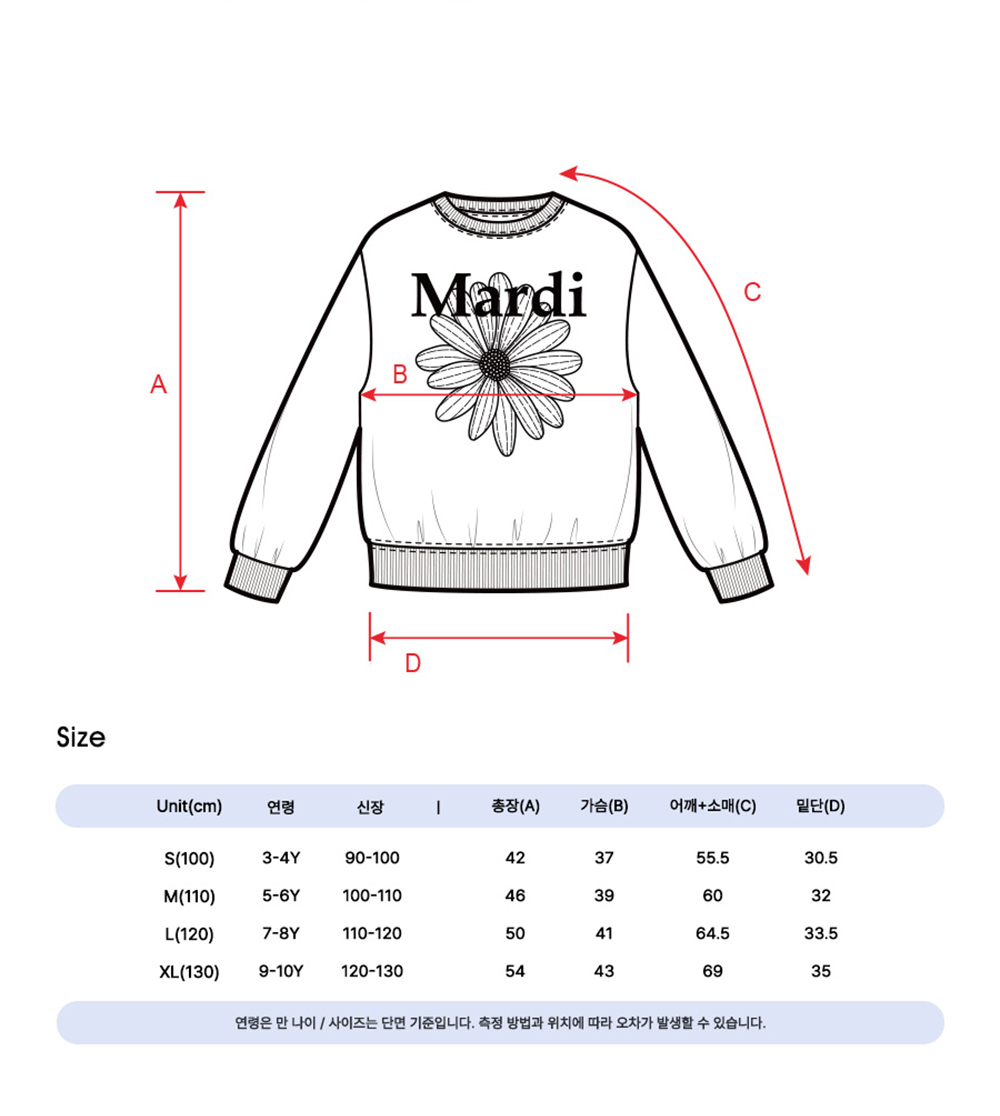 Mardi
A
B
C
D
Size
Unit(cm) 연령 신장 | 총장(A) 가슴(B) 어깨+소매(C) 밑단(D)
S(100) 3-4Y 90-100 42 37 55.5 30.5
M(110) 5-6Y 100-110 46 39 60 32
L(120) 7-8Y 110-120 50 41 64.5 33.5
XL(130) 9-10Y 120-130 54 43 69 35
연령은 만 나이 / 사이즈는 단면 기준입니다. 측정 방법과 위치에 따라 오차가 발생할 수 있습니다.